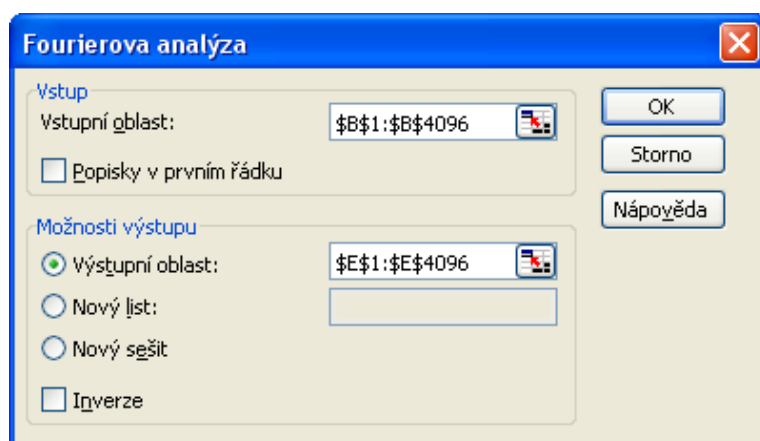 Fourierova analýza
Vstup
Vstupní oblast: $B$1:$B$4096
Popisky v prvním řádku
OK
Storno
Nápověda
Možnosti výstupu
Výstupní oblast: $E$1:$E$4096
Nový list:
Nový sešit
Inverze